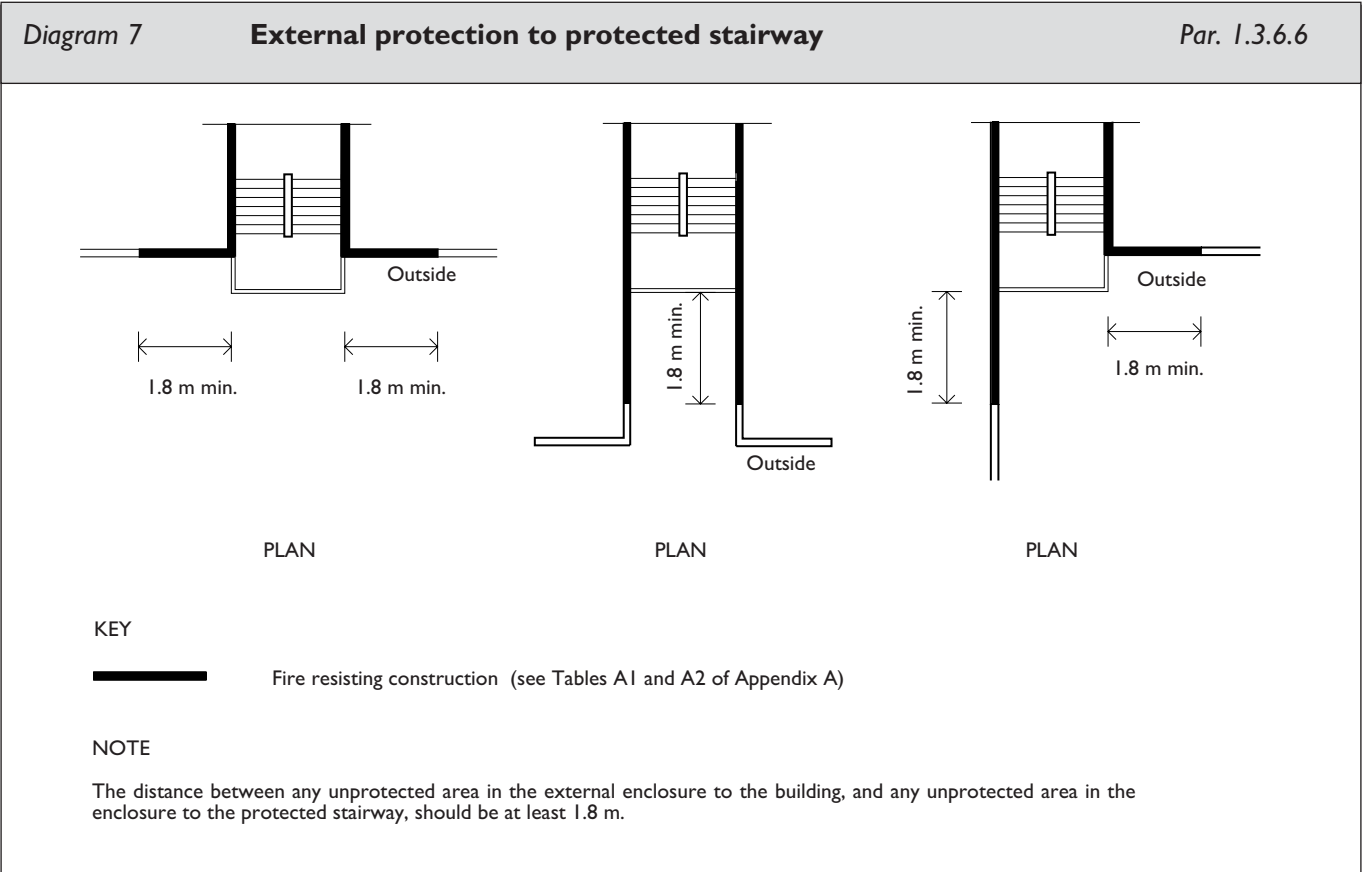 Diagram 7 External protection to protected stairway Par. 1.3.6.6
Outside
1.8 m min. 1.8 m min.
PLAN
1.8 m min.
Outside
PLAN
Outside
1.8 m min.
1.8 m min.
PLAN
KEY
Fire resisting construction (see Tables A1 and A2 of Appendix A)
NOTE
The distance between any unprotected area in the external enclosure to the building, and any unprotected area in the
enclosure to the protected stairway, should be at least 1.8 m.